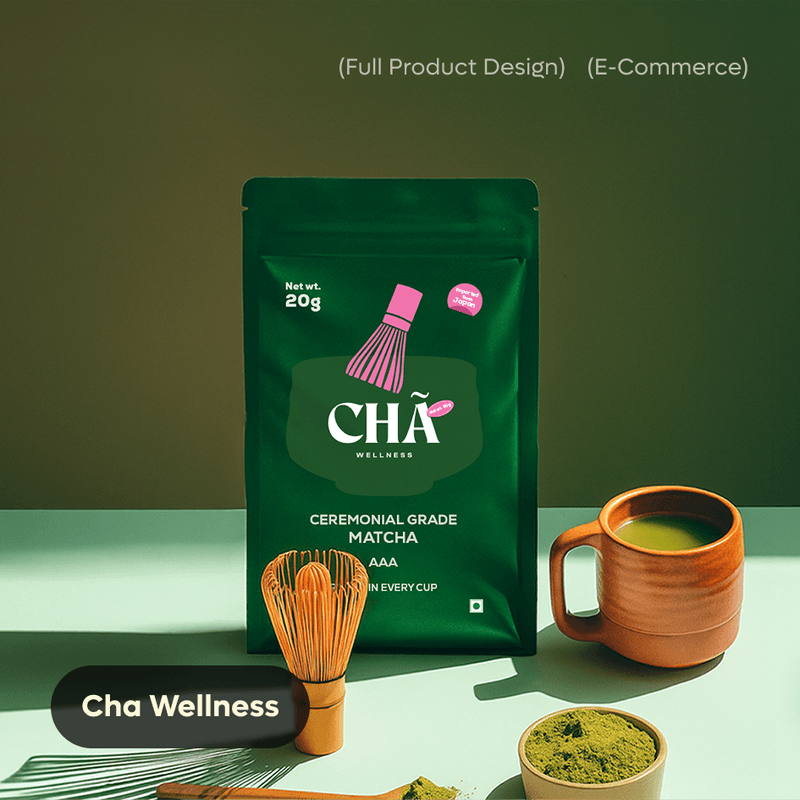 (Full Product Design) (E-Commerce)
Net wt.
20g
Imported
from
Japan
CHÃ
WELLNESS
CEREMONIAL GRADE
MATCHA
AAA
IN EVERY CUP
Cha Wellness